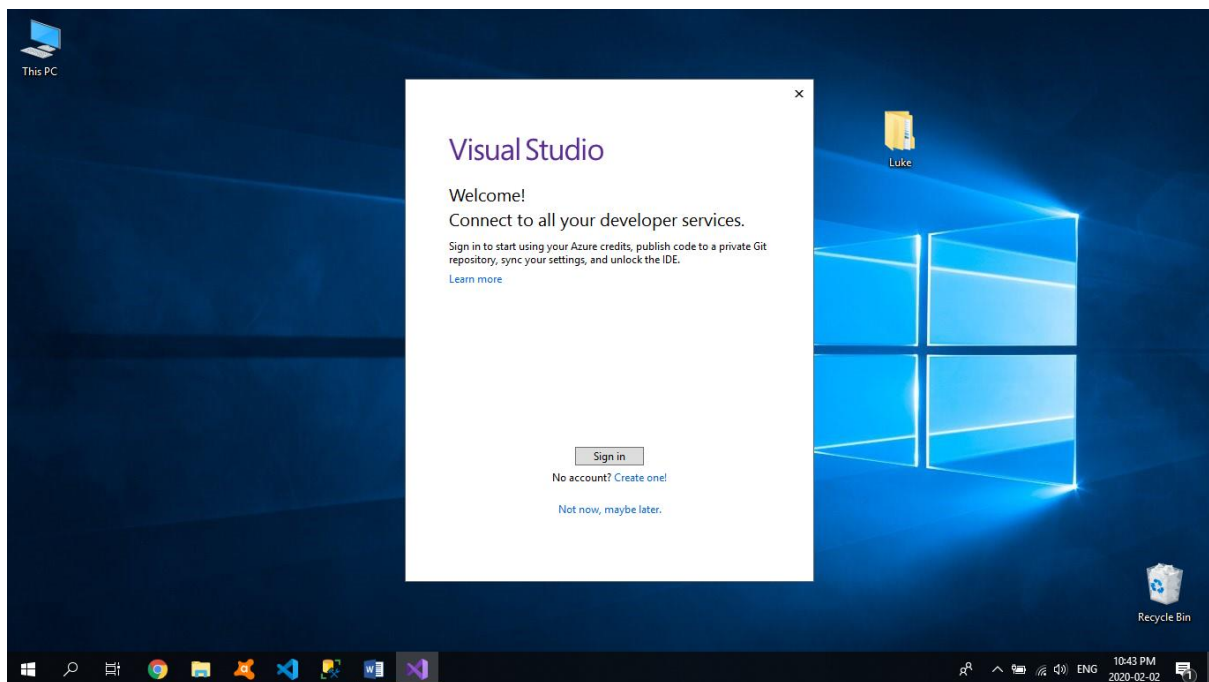 This PC
Visual Studio
Welcome!
Connect to all your developer services.
Sign in to start using your Azure credits, publish code to a private Git
repository, sync your settings, and unlock the IDE.
Learn more
Luke
Sign in
No account? Create one!
Not now, maybe later.
Recycle Bin
ENG
10:43 PM
2020-02-02
1